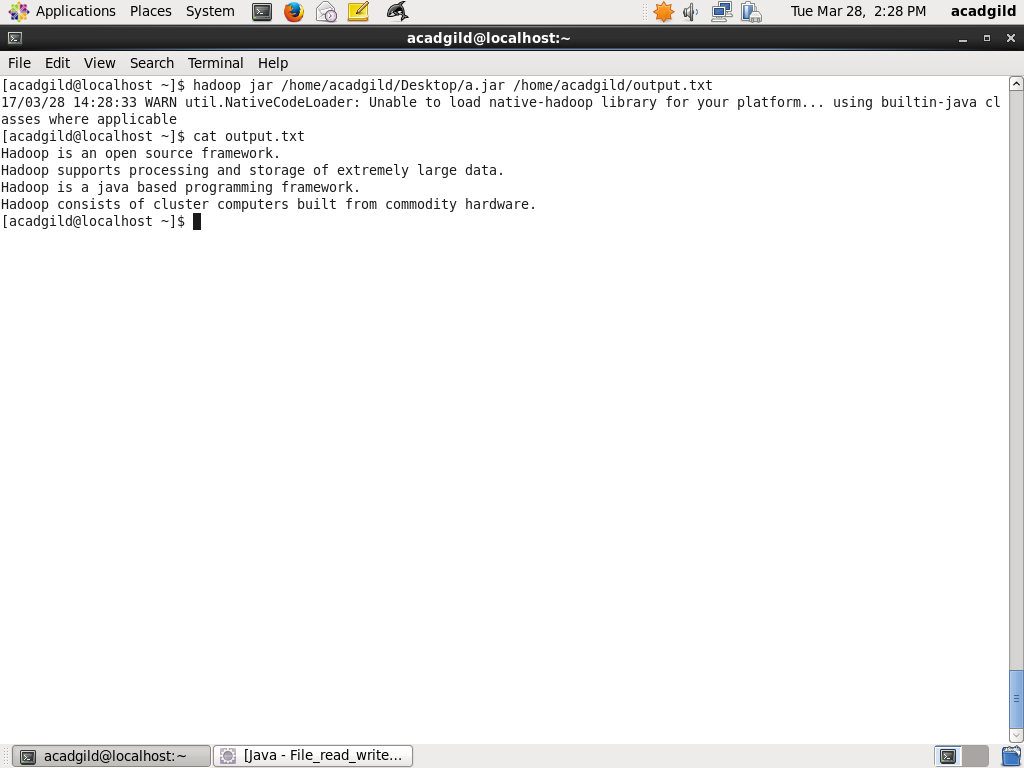 Applications Places System Tue Mar 28, 2:28 PM acadgild
acadgild@localhost:~
File Edit View Search Terminal Help
[acadgild@localhost ~]$ hadoop jar /home/acadgild/Desktop/a.jar /home/acadgild/output.txt
17/03/28 14:28:33 WARN util.NativeCodeLoader: Unable to load native-hadoop library for your platform... using builtin-java cl
asses where applicable
[acadgild@localhost ~]$ cat output.txt
Hadoop is an open source framework.
Hadoop supports processing and storage of extremely large data.
Hadoop is a java based programming framework.
Hadoop consists of cluster computers built from commodity hardware.
[acadgild@localhost ~]$
acadgild@localhost:~ [Java - File_read_write...